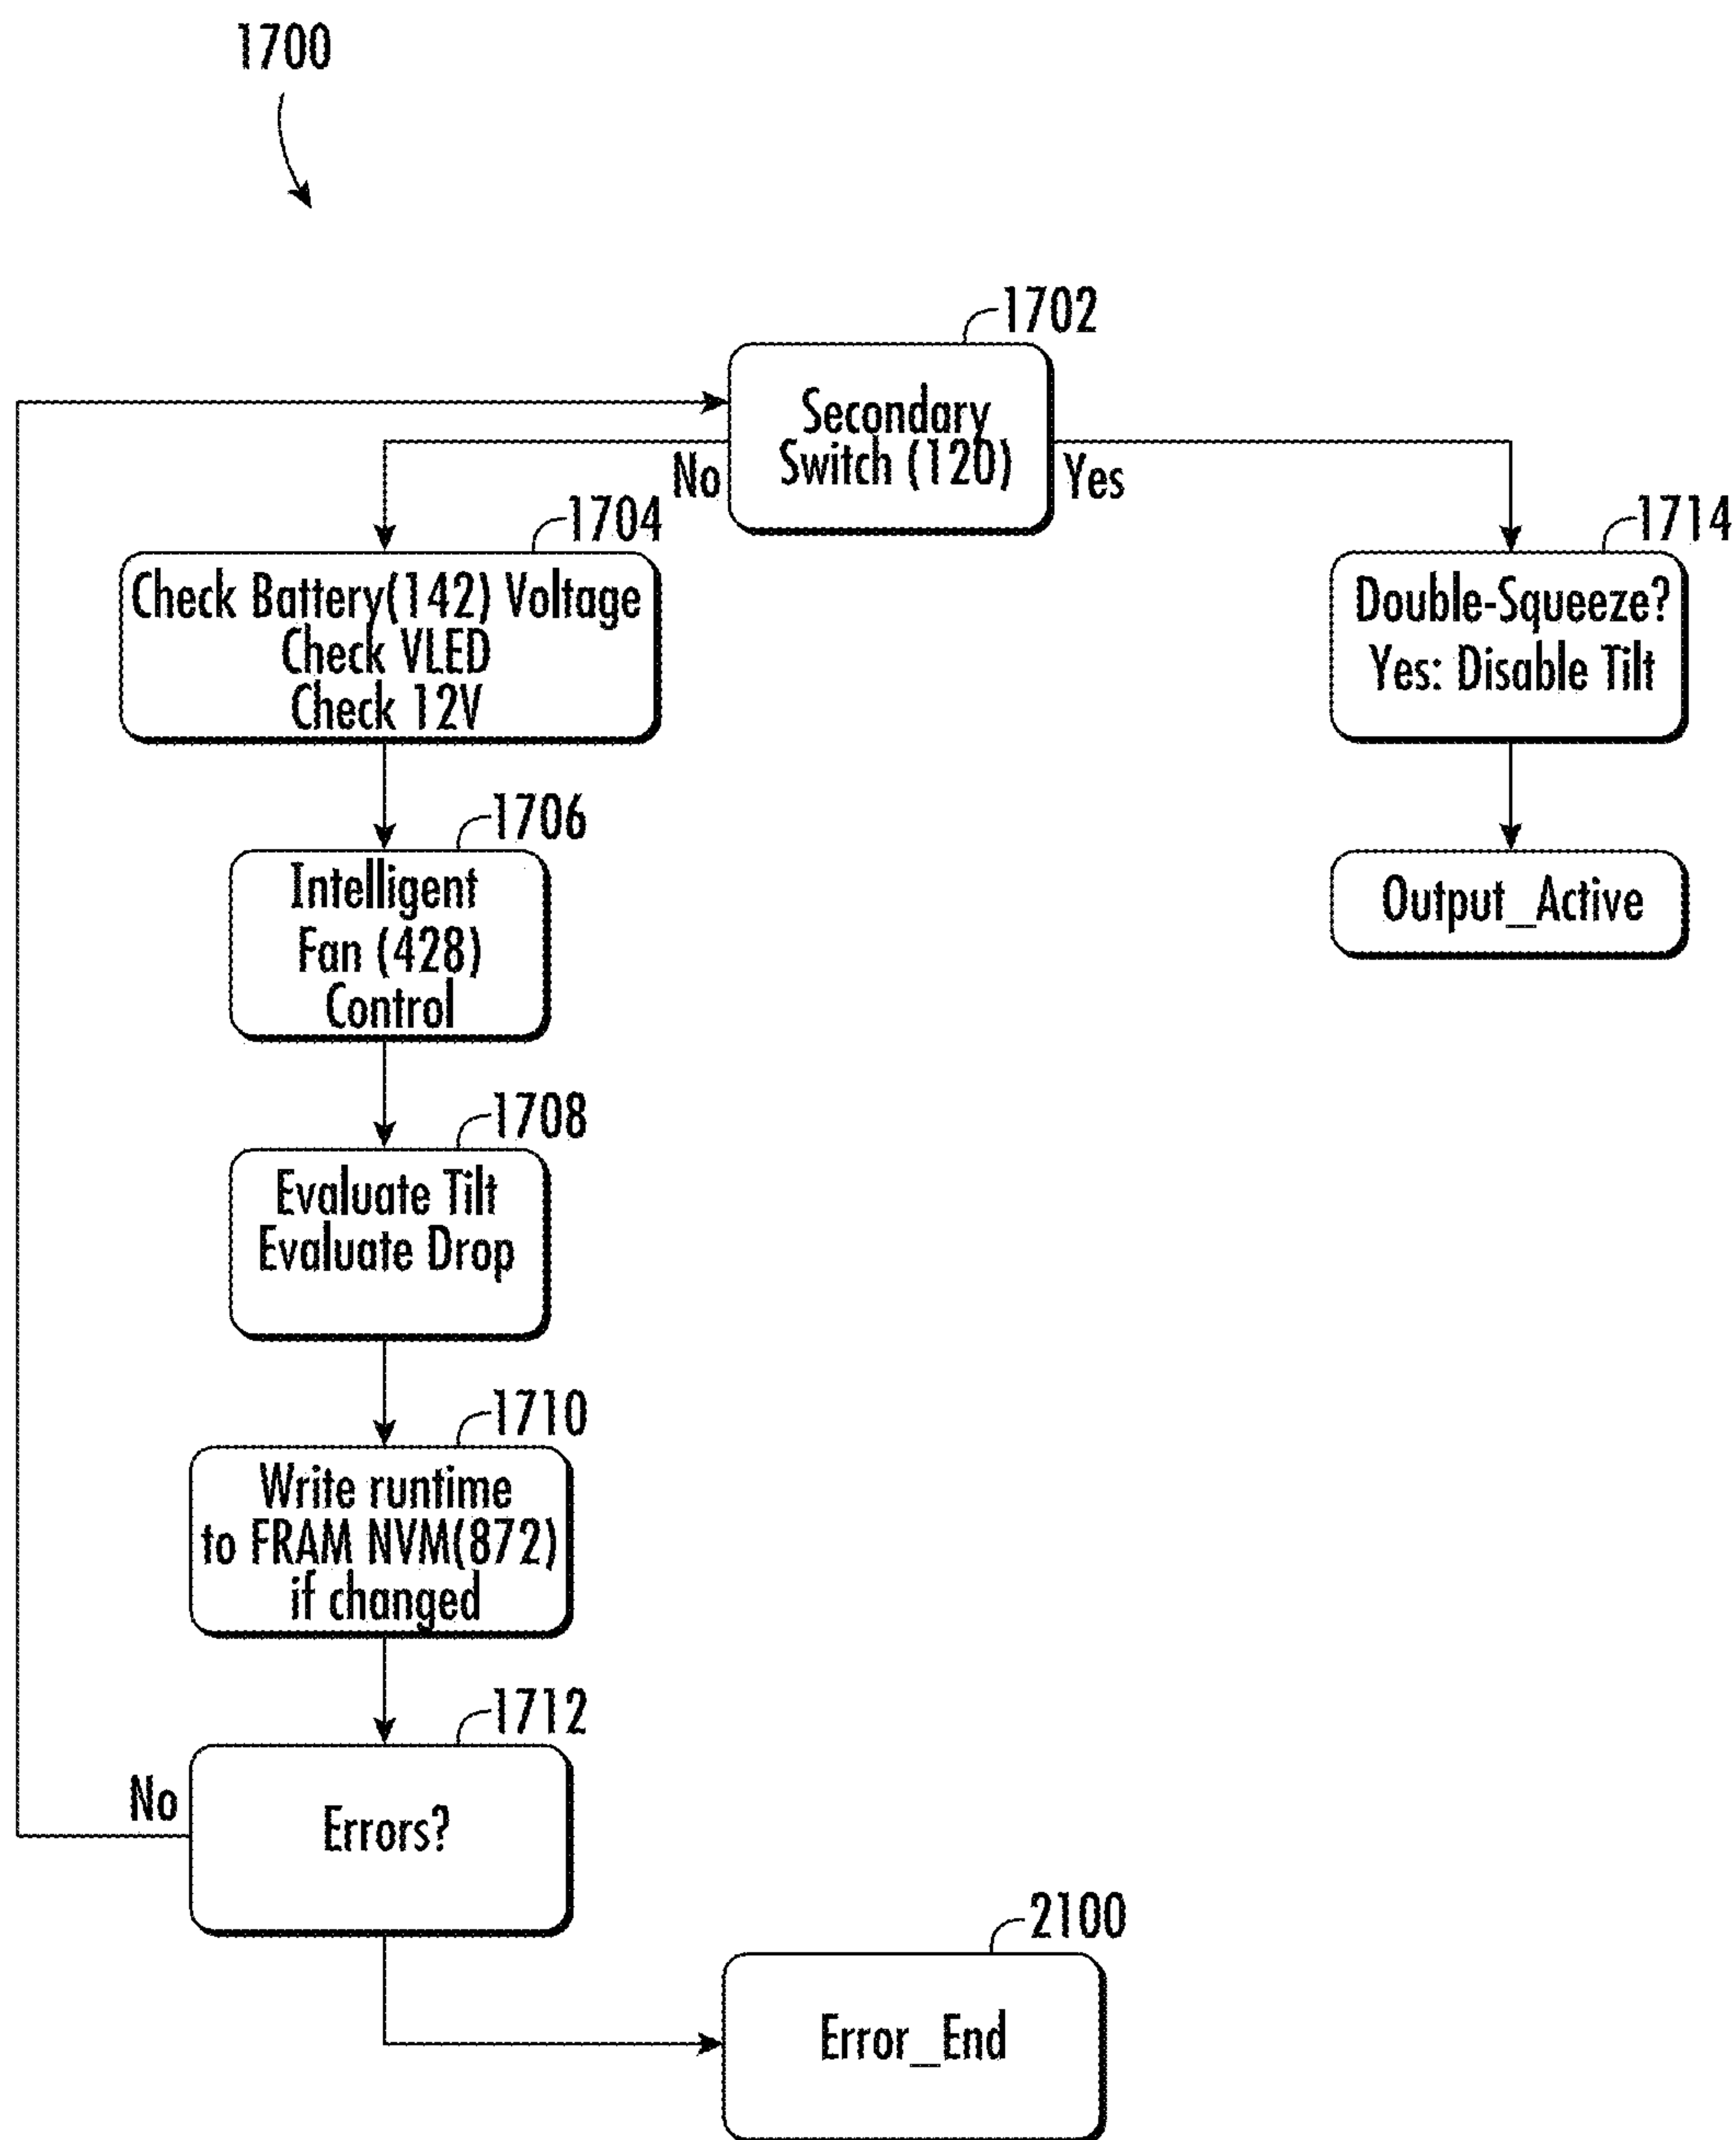 1700
1702
Secondary
Switch (120)
No
Yes
1704
Check Battery(142) Voltage
Check VLED
Check 12V
1714
Double-Squeeze?
Yes: Disable Tilt
1706
Intelligent
Fan (428)
Control
Output_Active
1708
Evaluate Tilt
Evaluate Drop
1710
Write runtime
to FRAM NVM(872)
if changed
1712
No
Errors?
2100
Error_End